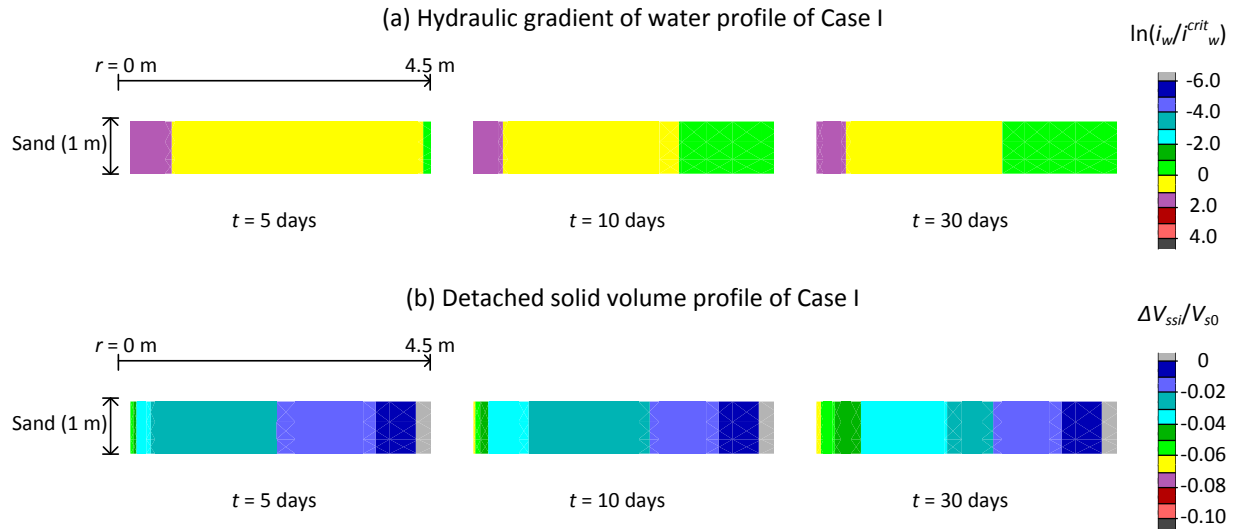 (a) Hydraulic gradient of water profile of Case I
ln(i_w/i^crit_w)
r = 0 m
4.5 m
-6.0
-4.0
-2.0
0
2.0
4.0
Sand (1 m)
t = 5 days
t = 10 days
t = 30 days
(b) Detached solid volume profile of Case I
ΔV_ssi/V_s0
r = 0 m
4.5 m
0
-0.02
-0.04
-0.06
-0.08
-0.10
Sand (1 m)
t = 5 days
t = 10 days
t = 30 days